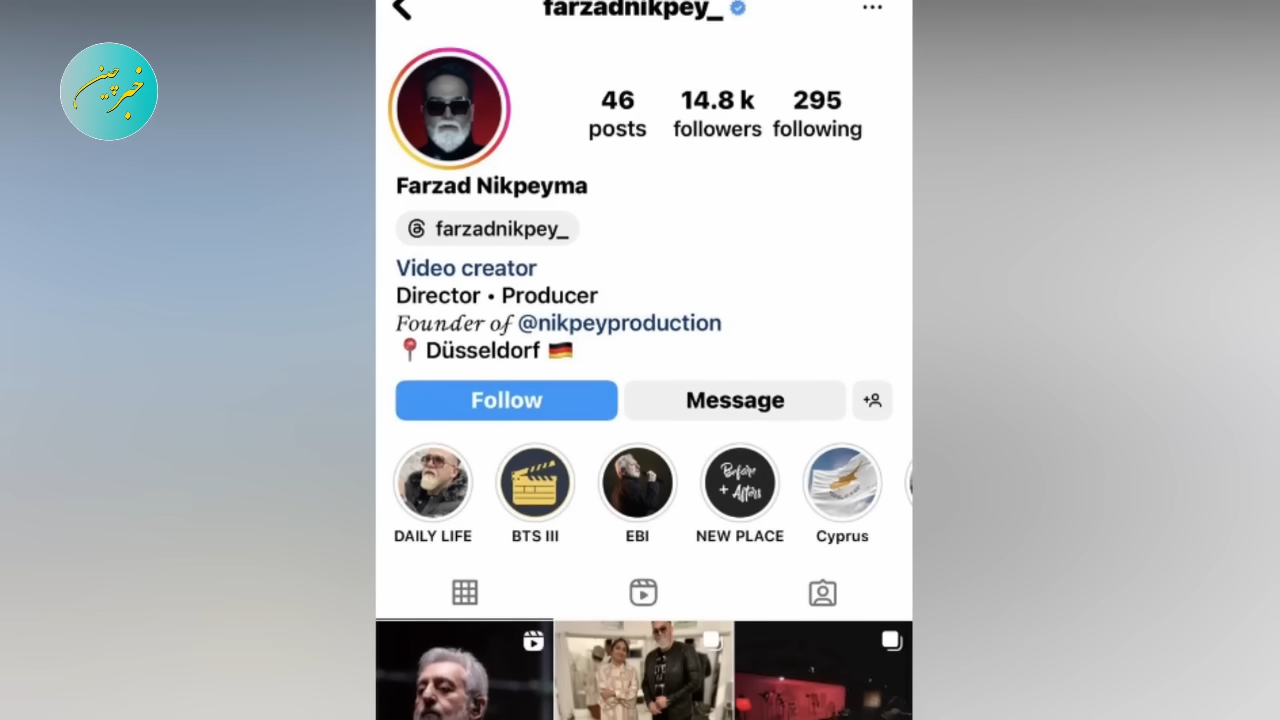 خبرچین
farzadnikpey_
46 14.8 k 295
posts followers following
Farzad Nikpeyma
farzadnikpey_
Video creator
Director • Producer
Founder of @nikpeyproduction
📍 Düsseldorf 🇩🇪
Follow Message
Before
+ Afters
DAILY LIFE BTS III EBI NEW PLACE Cyprus